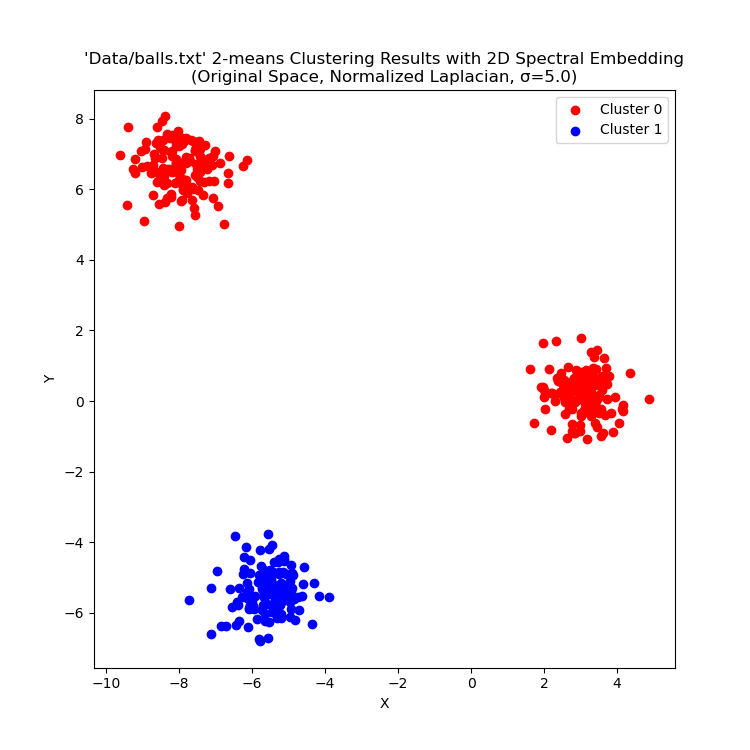 'Data/balls.txt' 2-means Clustering Results with 2D Spectral Embedding
(Original Space, Normalized Laplacian, σ=5.0)
Cluster 0
Cluster 1
8
6
4
2
0
−2
−4
−6
Y
−10
−8
−6
−4
−2
0
2
4
X